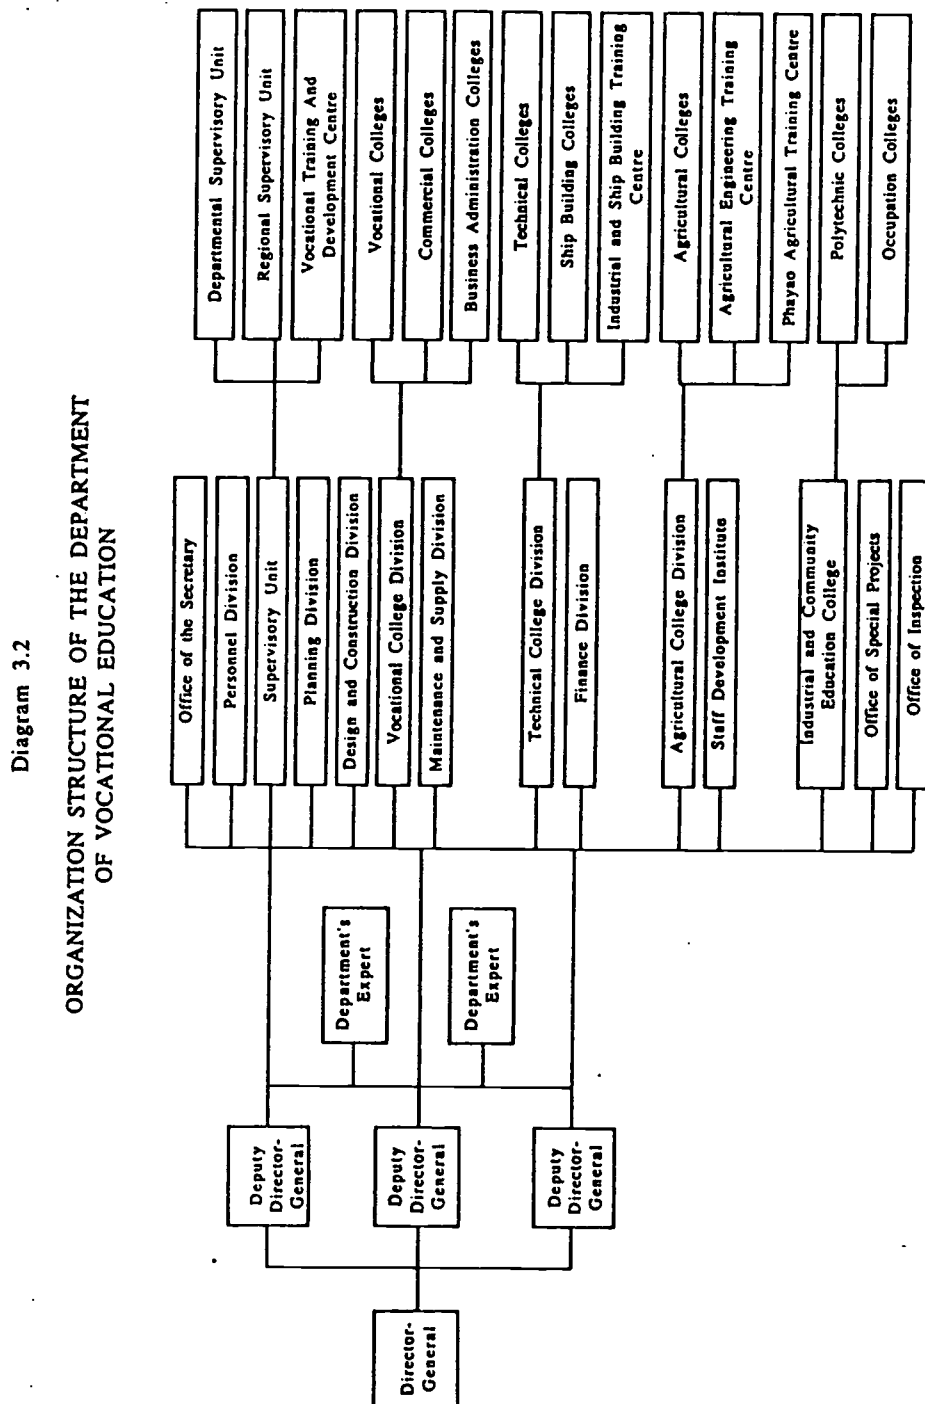 Diagram 3.2
ORGANIZATION STRUCTURE OF THE DEPARTMENT
OF VOCATIONAL EDUCATION
Director-
General
Deputy
Director-
General
Deputy
Director-
General
Deputy
Director-
General
Department's
Expert
Department's
Expert
Office of the Secretary
Personnel Division
Supervisory Unit
Planning Division
Design and Construction Division
Vocational College Division
Maintenance and Supply Division
Technical College Division
Finance Division
Agricultural College Division
Staff Development Institute
Industrial and Community
Education College
Office of Special Projects
Office of Inspection
Departmental Supervisory Unit
Regional Supervisory Unit
Vocational Training And
Development Centre
Vocational Colleges
Commercial Colleges
Business Administration Colleges
Technical Colleges
Ship Building Colleges
Industrial and Ship Building Training
Centre
Agricultural Colleges
Agricultural Engineering Training
Centre
Phayao Agricultural Training Centre
Polytechnic Colleges
Occupation Colleges